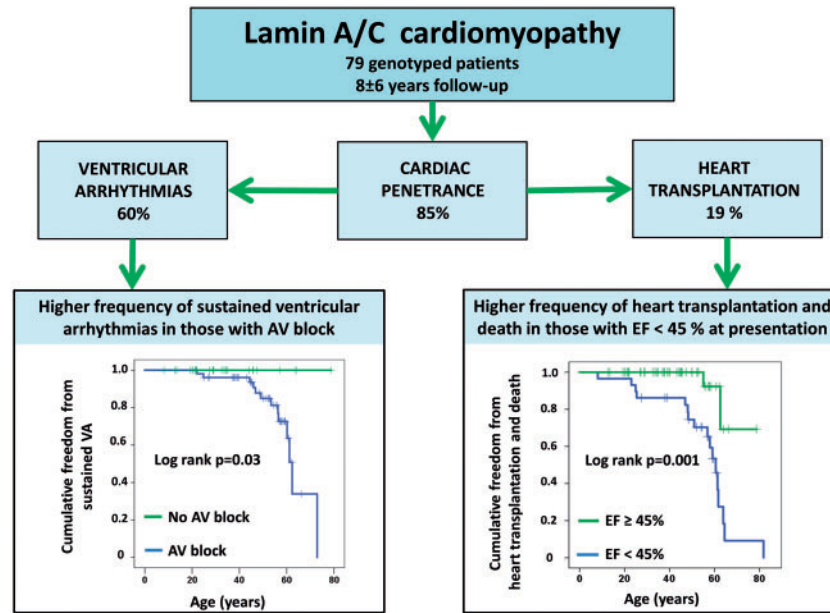 Lamin A/C cardiomyopathy
79 genotyped patients
8±6 years follow-up
VENTRICULAR
ARRHYTHMIAS
60%
CARDIAC
PENETRANCE
85%
HEART
TRANSPLANTATION
19 %
Higher frequency of sustained ventricular
arrhythmias in those with AV block
Cumulative freedom from
sustained VA
1.0
0.8
0.6
0.4
0.2
0
Log rank p=0.03
No AV block
AV block
0 20 40 60 80
Age (years)
Higher frequency of heart transplantation and
death in those with EF < 45 % at presentation
Cumulative freedom from
heart transplantation and death
1.0
0.8
0.6
0.4
0.2
0
Log rank p=0.001
EF ≥ 45%
EF < 45%
0 20 40 60 80
Age (years)